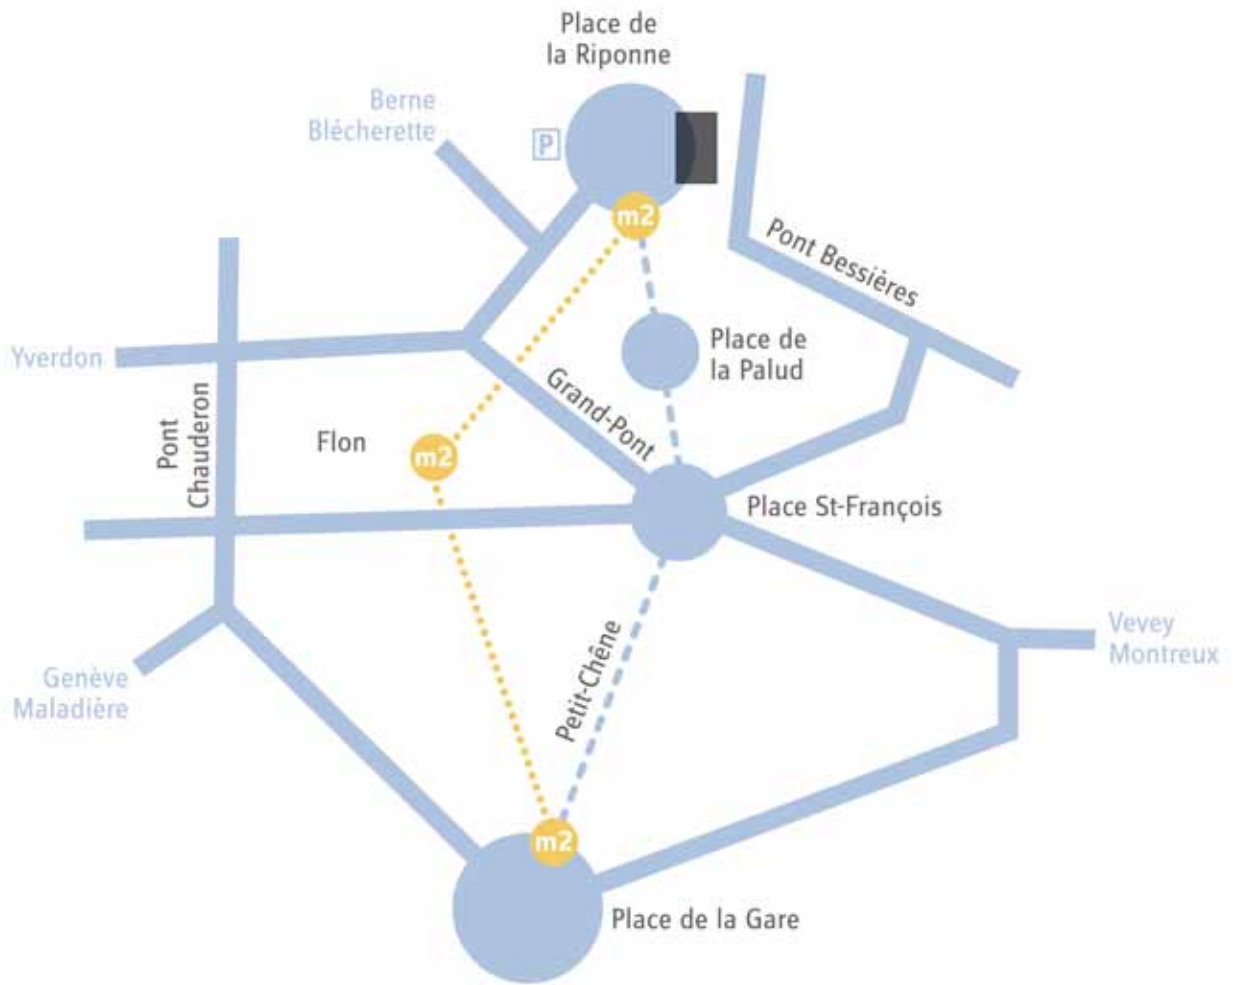 Place de
la Riponne
Berne
Blécherette
P
m2
Pont Bessières
Yverdon
Place de
la Palud
Grand-Pont
Pont
Chauderon
Flon
m2
Place St-François
Vevey
Montreux
Genève
Maladière
Petit-Chêne
m2
Place de la Gare